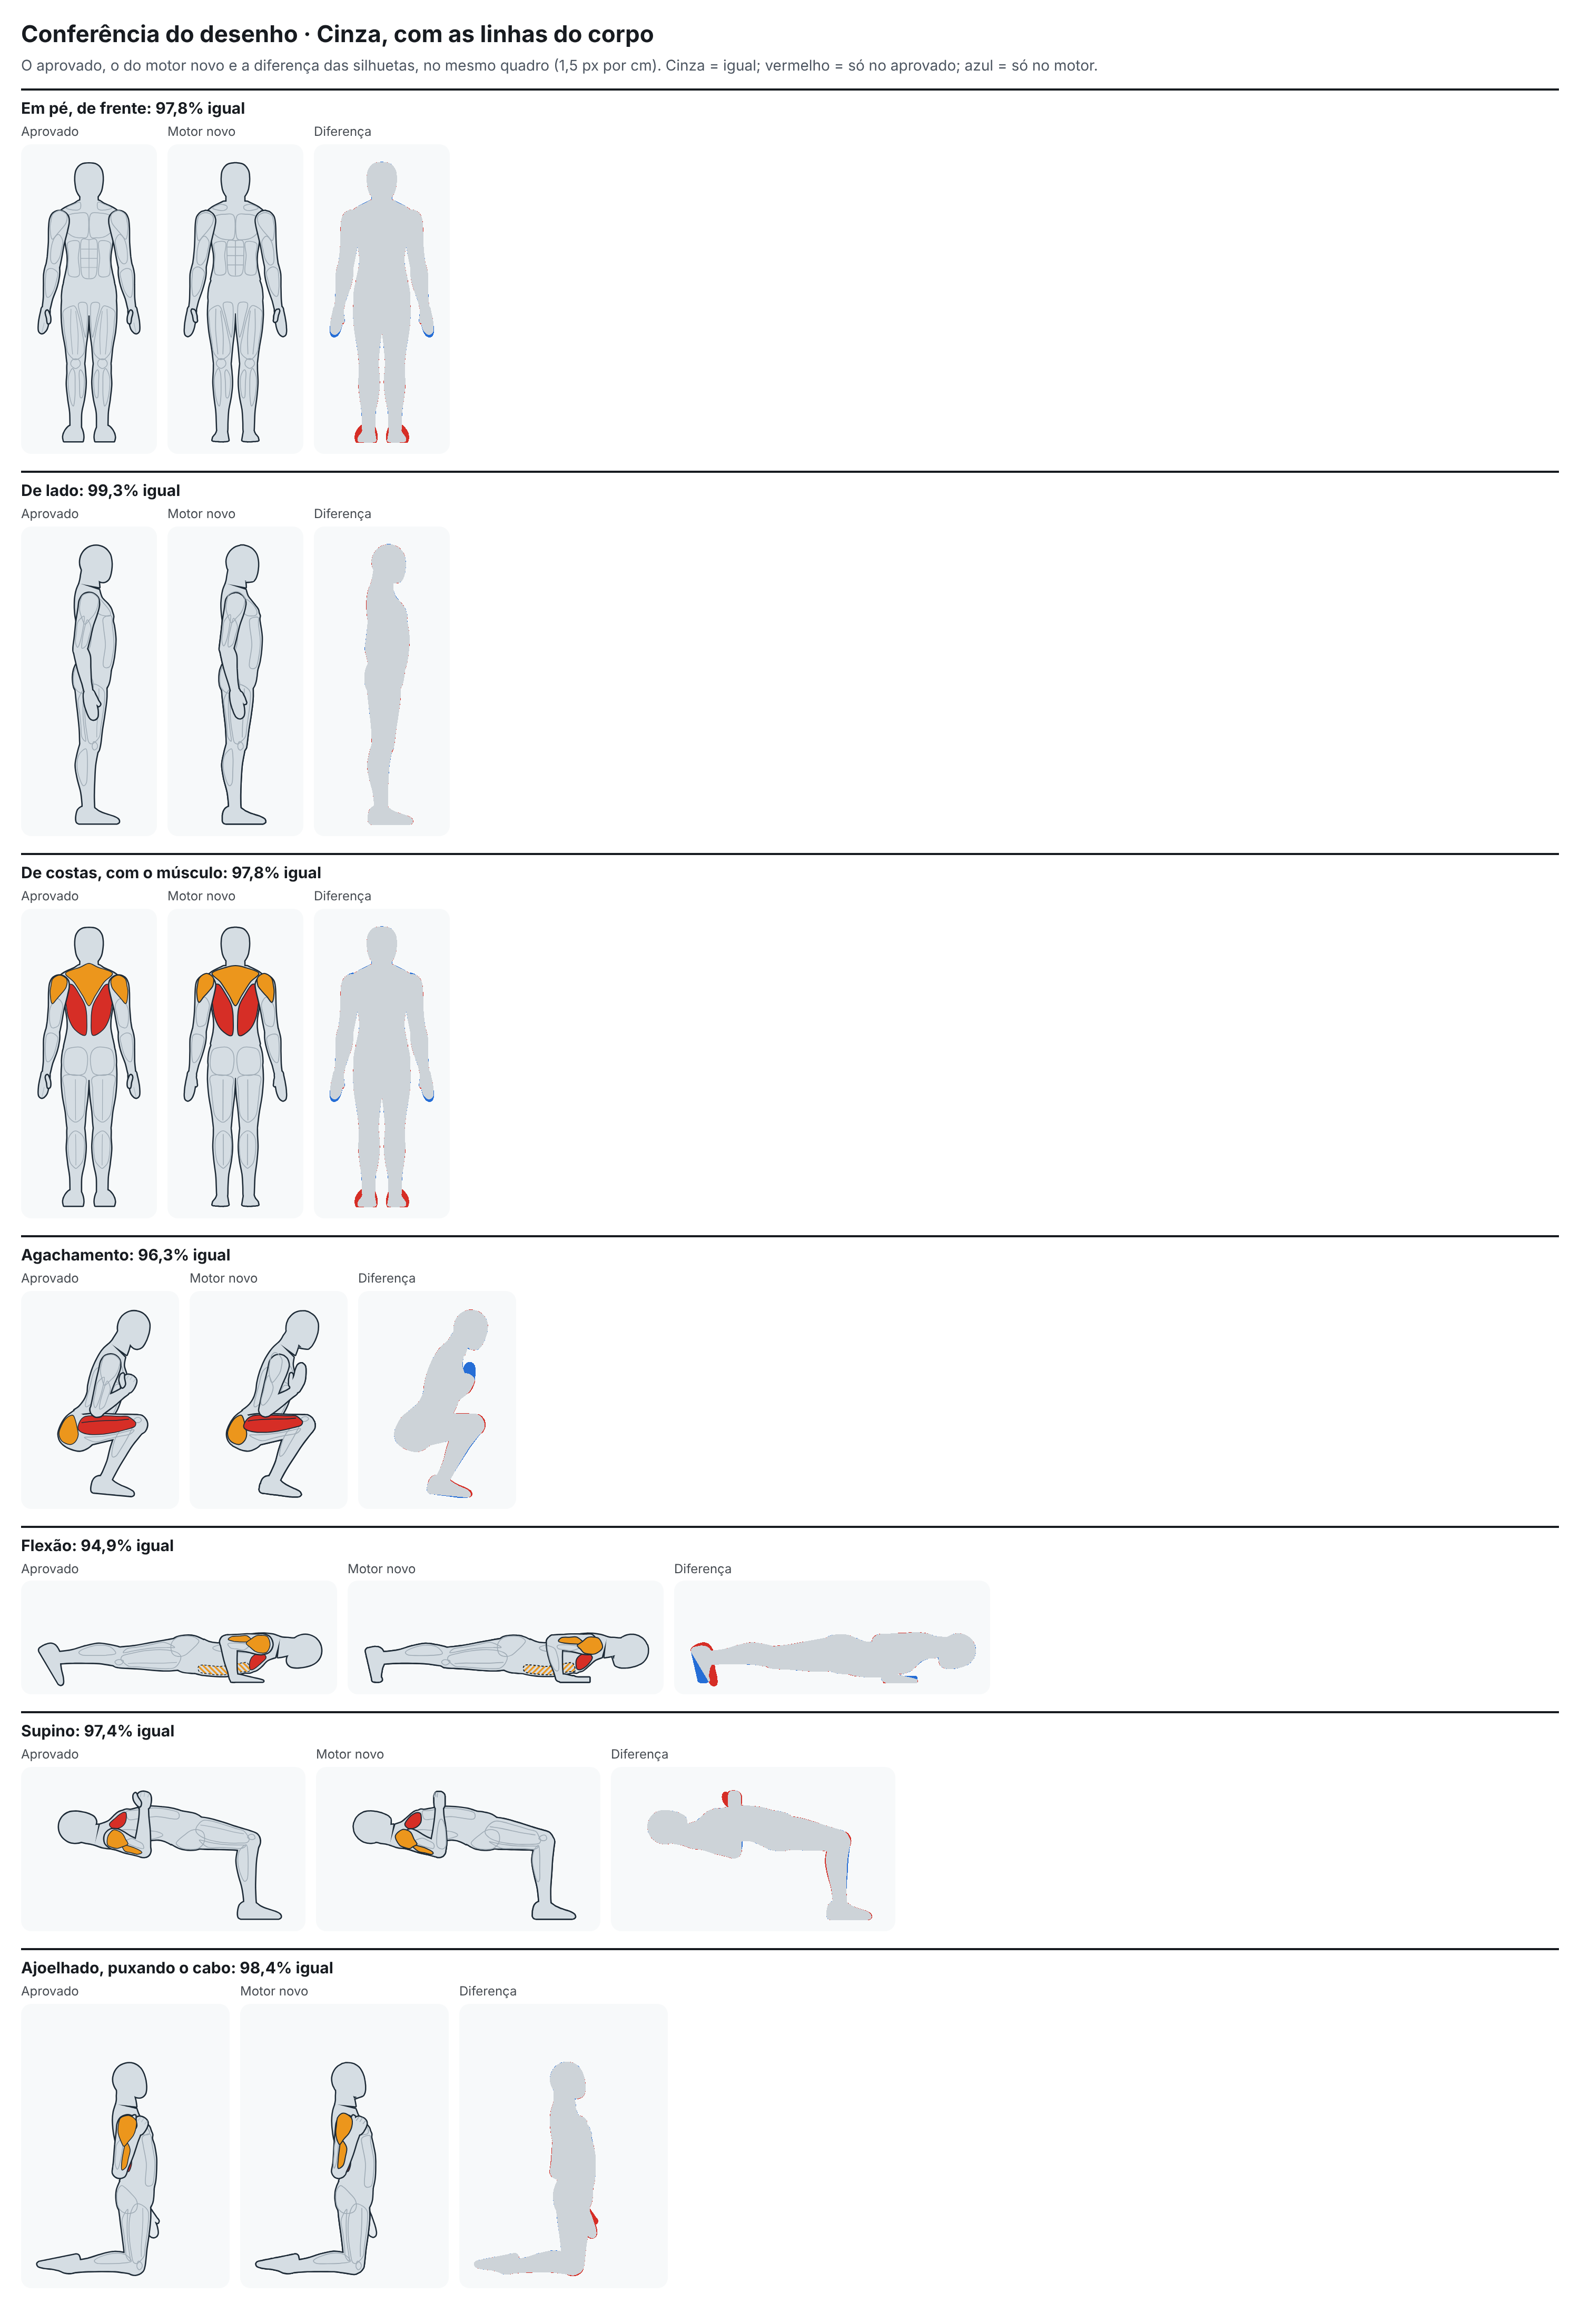 Conferência do desenho · Cinza, com as linhas do corpo
O aprovado, o do motor novo e a diferença das silhuetas, no mesmo quadro (1,5 px por cm). Cinza = igual; vermelho = só no aprovado; azul = só no motor.
Em pé, de frente: 97,8% igual
Aprovado Motor novo Diferença
De lado: 99,3% igual
Aprovado Motor novo Diferença
De costas, com o músculo: 97,8% igual
Aprovado Motor novo Diferença
Agachamento: 96,3% igual
Aprovado Motor novo Diferença
Flexão: 94,9% igual
Aprovado Motor novo Diferença
Supino: 97,4% igual
Aprovado Motor novo Diferença
Ajoelhado, puxando o cabo: 98,4% igual
Aprovado Motor novo Diferença